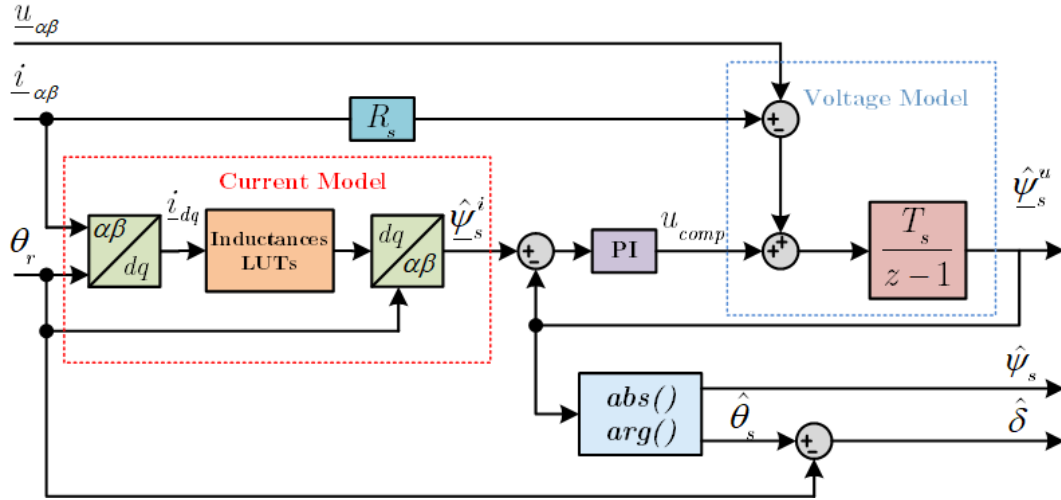 u_αβ
i_αβ
Voltage Model
R_s
Current Model
ψ̂_s^u
i_dq
ψ̂_s^i
θ_r
αβ
dq
Inductances
LUTs
dq
αβ
PI
u_comp
T_s
z − 1
ψ̂_s
abs()
arg()
θ̂_s
δ̂